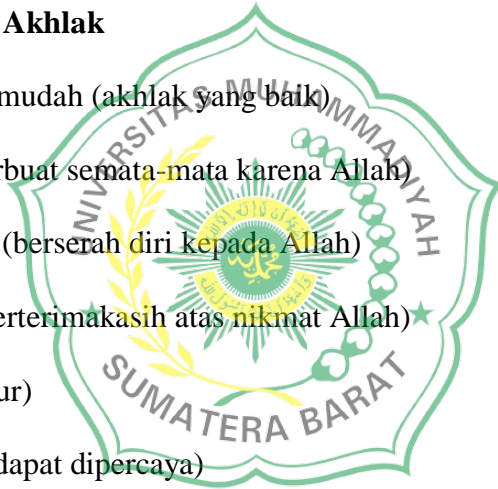 Akhlak
mudah (akhlak yang baik)
rbuat semata-mata karena Allah)
(berserah diri kepada Allah)
erterimakasih atas nikmat Allah)
ur)
dapat dipercaya)
UNIVERSITAS MUHAMMADIYAH
SUMATERA BARAT
محمد